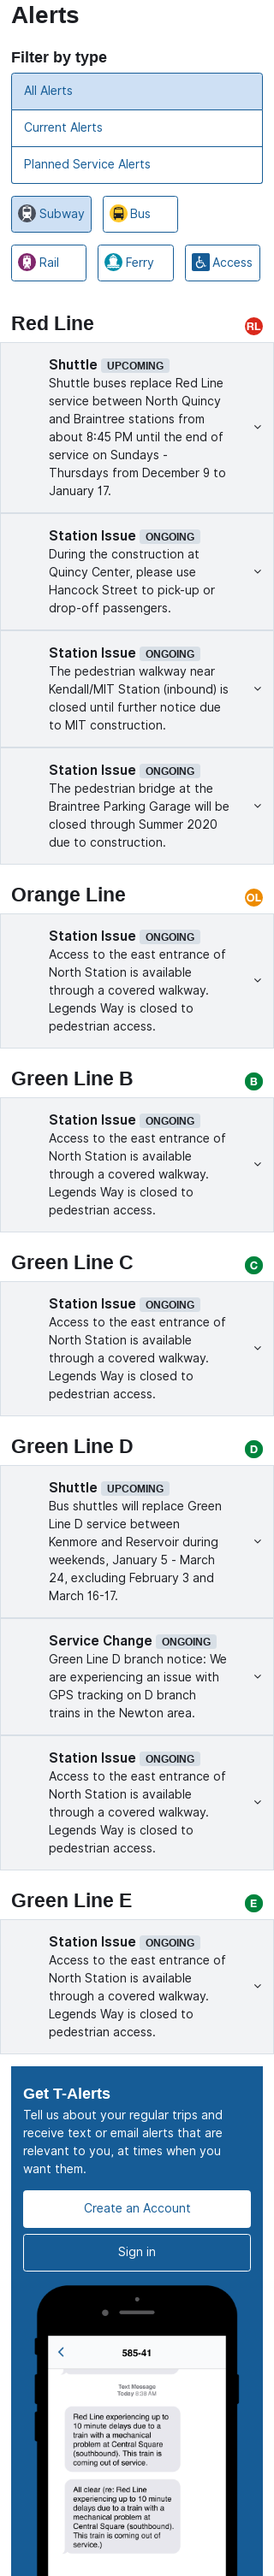 Alerts
Filter by type
All Alerts
Current Alerts
Planned Service Alerts
Subway
Bus
Rail
Ferry
Access
Red Line
RL
Shuttle UPCOMING
Shuttle buses replace Red Line
service between North Quincy
and Braintree stations from
about 8:45 PM until the end of
service on Sundays -
Thursdays from December 9 to
January 17.
Station Issue ONGOING
During the construction at
Quincy Center, please use
Hancock Street to pick-up or
drop-off passengers.
Station Issue ONGOING
The pedestrian walkway near
Kendall/MIT Station (inbound) is
closed until further notice due
to MIT construction.
Station Issue ONGOING
The pedestrian bridge at the
Braintree Parking Garage will be
closed through Summer 2020
due to construction.
Orange Line
OL
Station Issue ONGOING
Access to the east entrance of
North Station is available
through a covered walkway.
Legends Way is closed to
pedestrian access.
Green Line B
B
Station Issue ONGOING
Access to the east entrance of
North Station is available
through a covered walkway.
Legends Way is closed to
pedestrian access.
Green Line C
C
Station Issue ONGOING
Access to the east entrance of
North Station is available
through a covered walkway.
Legends Way is closed to
pedestrian access.
Green Line D
D
Shuttle UPCOMING
Bus shuttles will replace Green
Line D service between
Kenmore and Reservoir during
weekends, January 5 - March
24, excluding February 3 and
March 16-17.
Service Change ONGOING
Green Line D branch notice: We
are experiencing an issue with
GPS tracking on D branch
trains in the Newton area.
Station Issue ONGOING
Access to the east entrance of
North Station is available
through a covered walkway.
Legends Way is closed to
pedestrian access.
Green Line E
E
Station Issue ONGOING
Access to the east entrance of
North Station is available
through a covered walkway.
Legends Way is closed to
pedestrian access.
Get T-Alerts
Tell us about your regular trips and
receive text or email alerts that are
relevant to you, at times when you
want them.
Create an Account
Sign in
585-41
Text Message
Today 8:39 AM
Red Line experiencing up to
10 minute delays due to a
train with a mechanical
problem at Central Square
(southbound). This train is
coming out of service.
All clear (re: Red Line
experiencing up to 10 minute
delays due to a train with a
mechanical problem at
Central Square (southbound).
This train is coming out of
service.)